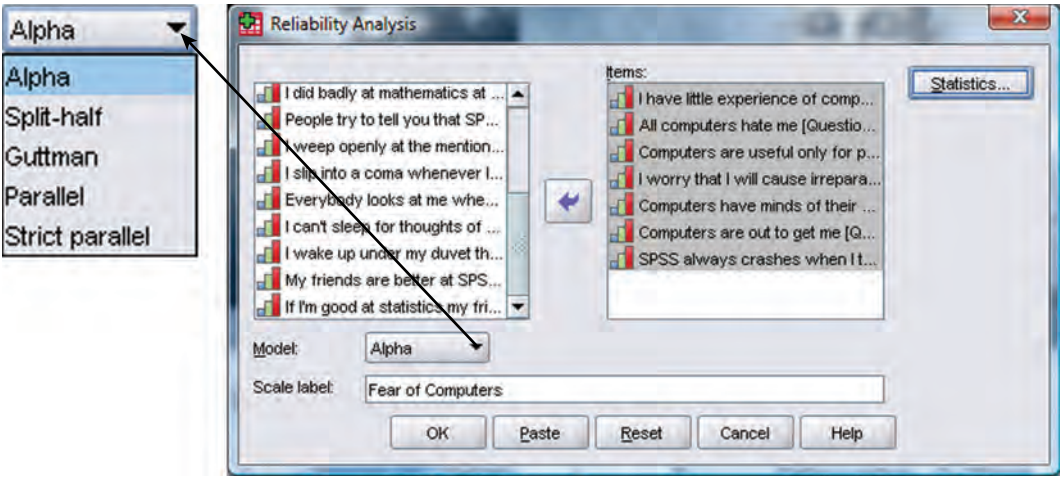 Alpha
Alpha
Split-half
Guttman
Parallel
Strict parallel
Reliability Analysis
I did badly at mathematics at ...
People try to tell you that SP...
I weep openly at the mention...
I slip into a coma whenever I...
Everybody looks at me whe...
I can't sleep for thoughts of ...
I wake up under my duvet th...
My friends are better at SPS...
If I'm good at statistics my fri...
Items:
I have little experience of comp...
All computers hate me [Questio...
Computers are useful only for p...
I worry that I will cause irrepara...
Computers have minds of their ...
Computers are out to get me [Q...
SPSS always crashes when I t...
Statistics...
Model:
Alpha
Scale label:
Fear of Computers
OK
Paste
Reset
Cancel
Help